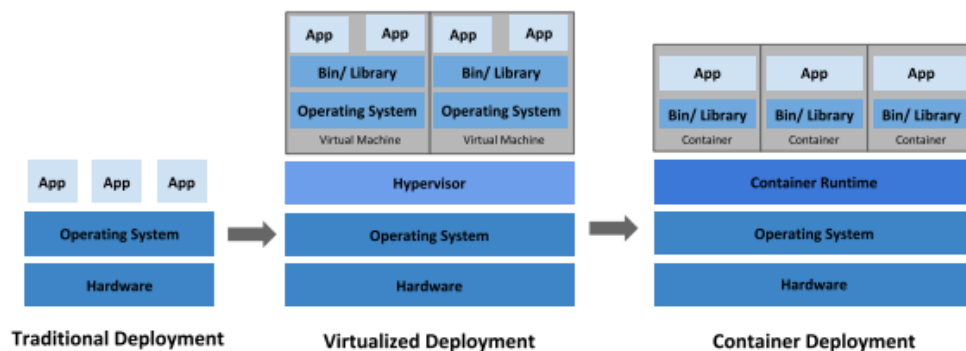 App App App
Operating System
Hardware
Traditional Deployment
App App App App
Bin/ Library Bin/ Library
Operating System Operating System
Virtual Machine Virtual Machine
Hypervisor
Operating System
Hardware
Virtualized Deployment
App App App
Bin/ Library Bin/ Library Bin/ Library
Container Container Container
Container Runtime
Operating System
Hardware
Container Deployment